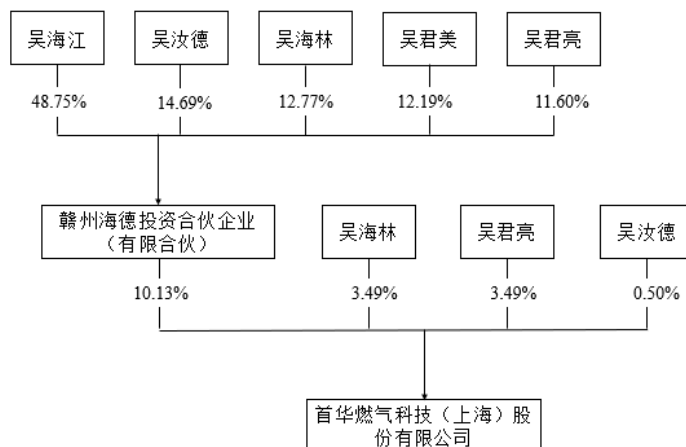 吴海江 吴汝德 吴海林 吴君美 吴君亮
48.75% 14.69% 12.77% 12.19% 11.60%
赣州海德投资合伙企业
（有限合伙）
吴海林 吴君亮 吴汝德
10.13% 3.49% 3.49% 0.50%
首华燃气科技（上海）股
份有限公司